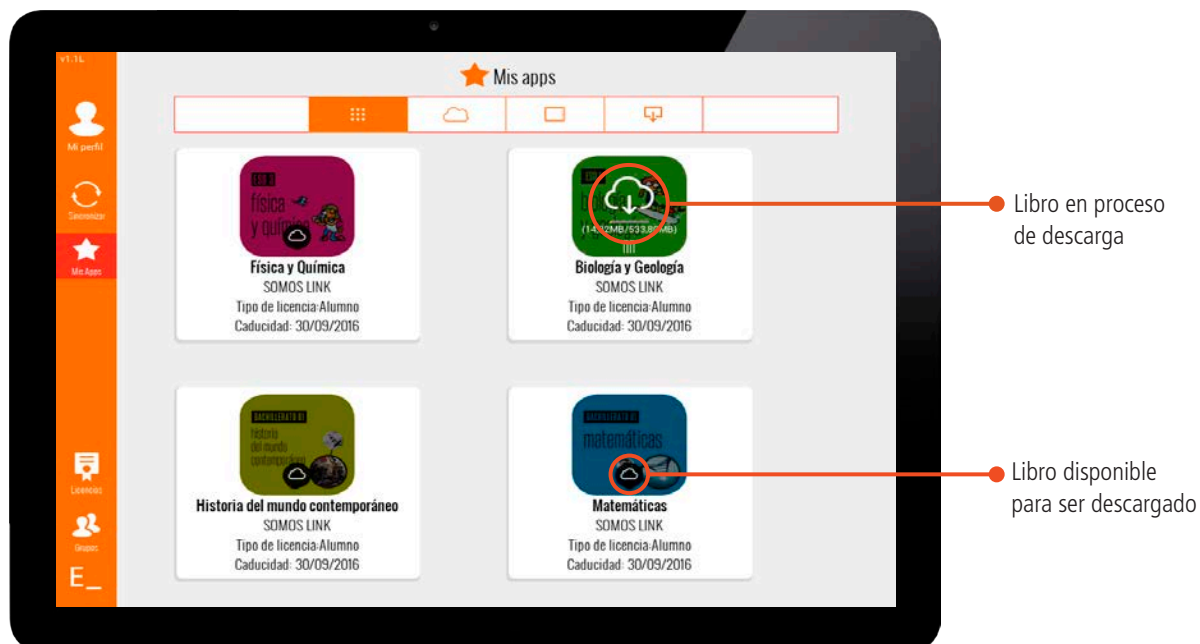 v1.1L
Mis apps
Mi perfil
Sincronizar
Mis Apps
Licencias
Grupos
E_
ESO 3
física
y química
Física y Química
SOMOS LINK
Tipo de licencia:Alumno
Caducidad: 30/09/2016
Biología y Geología
SOMOS LINK
Tipo de licencia:Alumno
Caducidad: 30/09/2016
BACHILLERATO 01
historia
del mundo
contemporáneo
Historia del mundo contemporáneo
SOMOS LINK
Tipo de licencia:Alumno
Caducidad: 30/09/2016
BACHILLERATO 01
matemáticas
Matemáticas
SOMOS LINK
Tipo de licencia:Alumno
Caducidad: 30/09/2016
Libro en proceso
de descarga
Libro disponible
para ser descargado